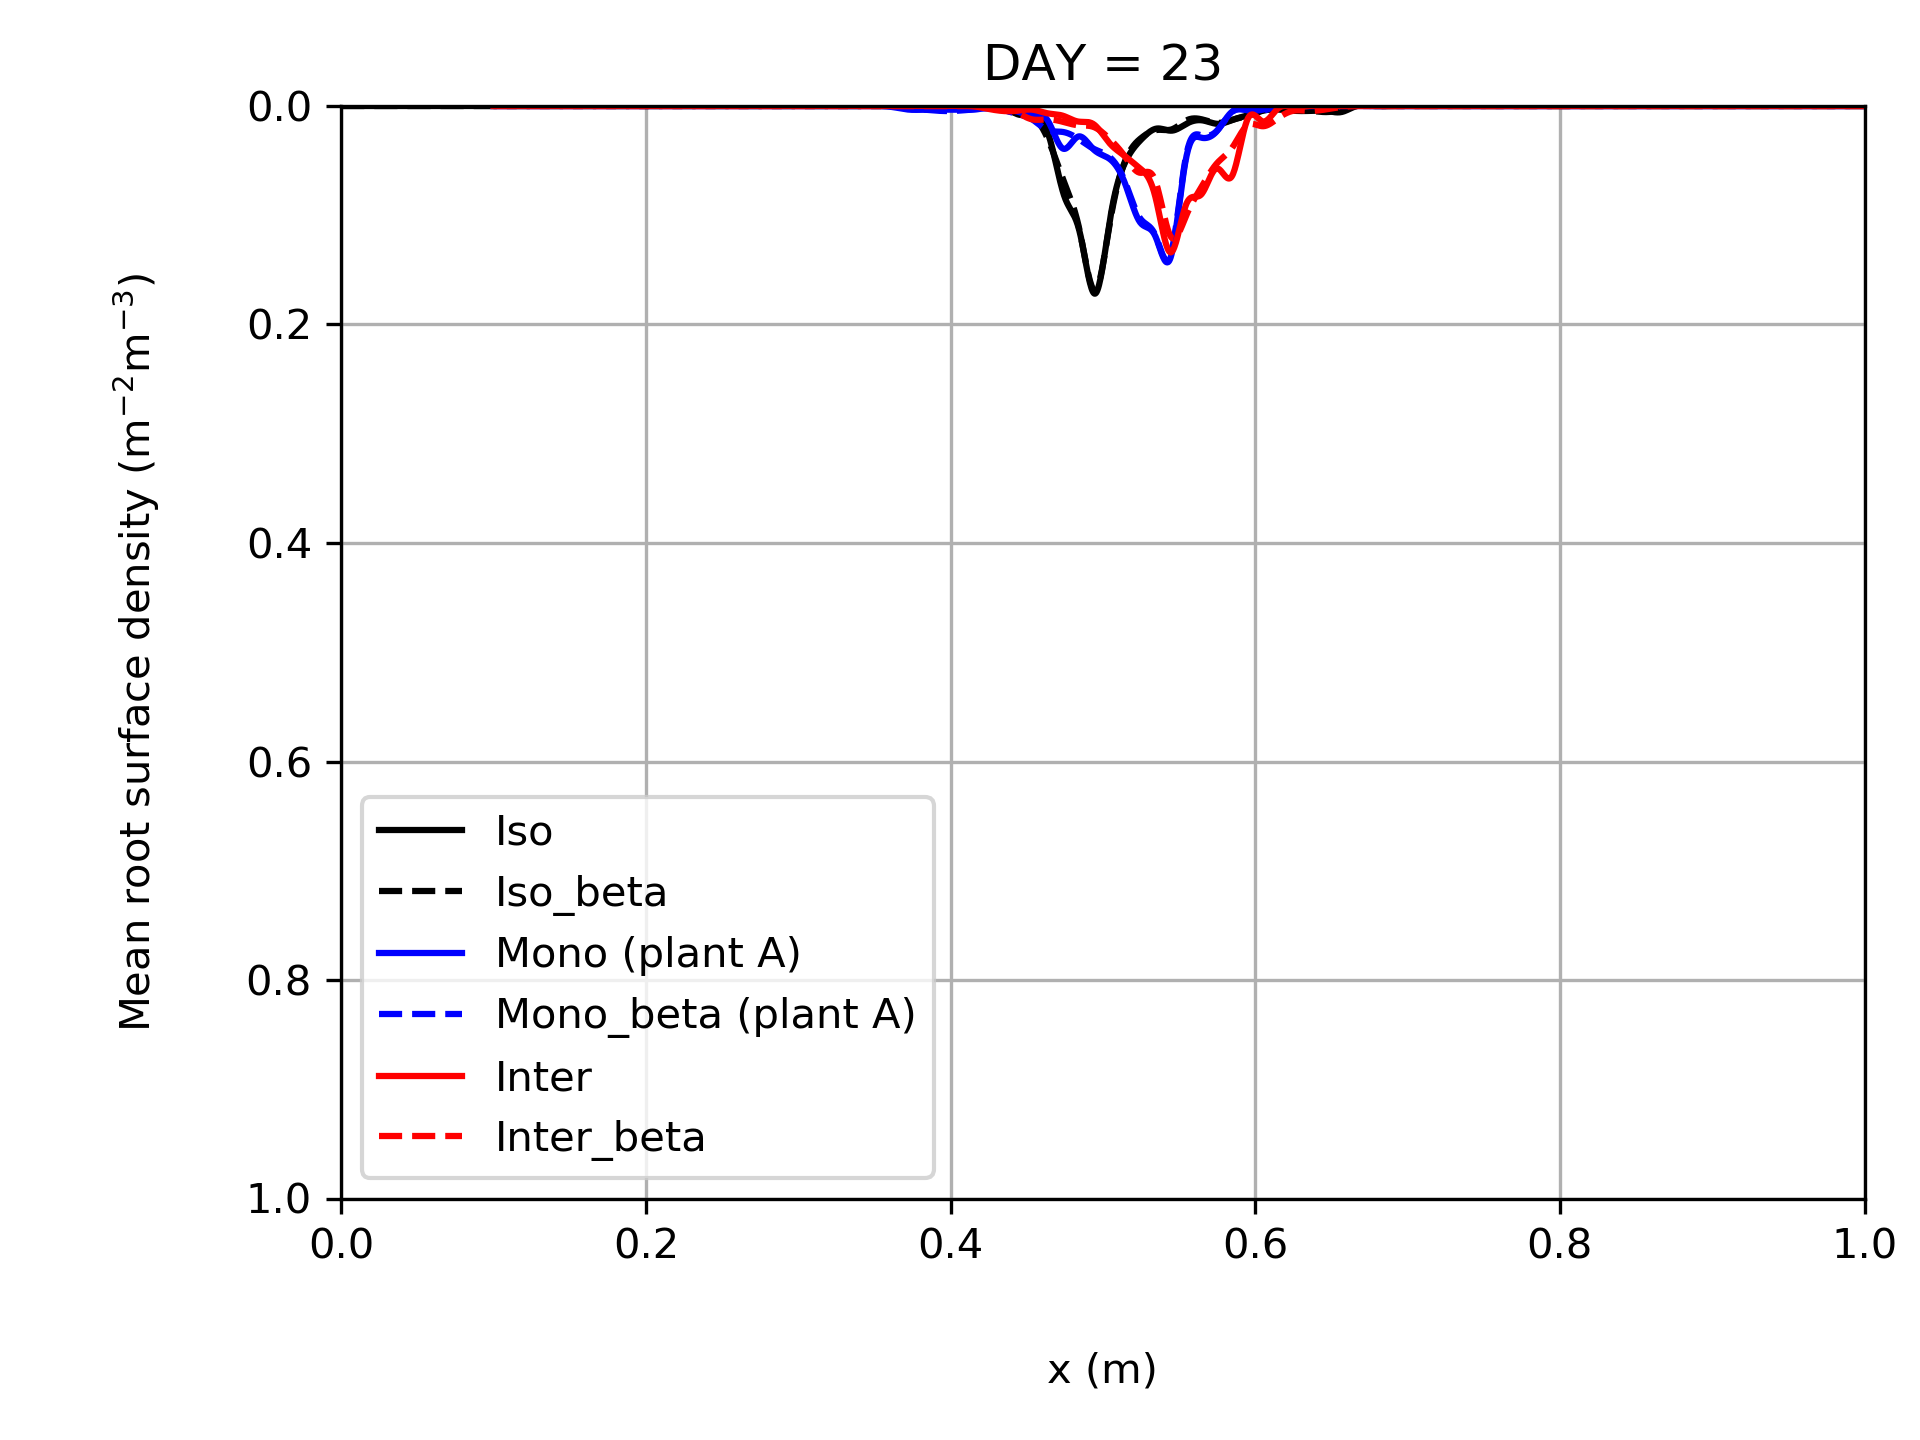 DAY = 23
0.0
0.2
0.4
0.6
0.8
1.0
Mean root surface density (m⁻²m⁻³)
Iso
Iso_beta
Mono (plant A)
Mono_beta (plant A)
Inter
Inter_beta
0.0 0.2 0.4 0.6 0.8 1.0
x (m)